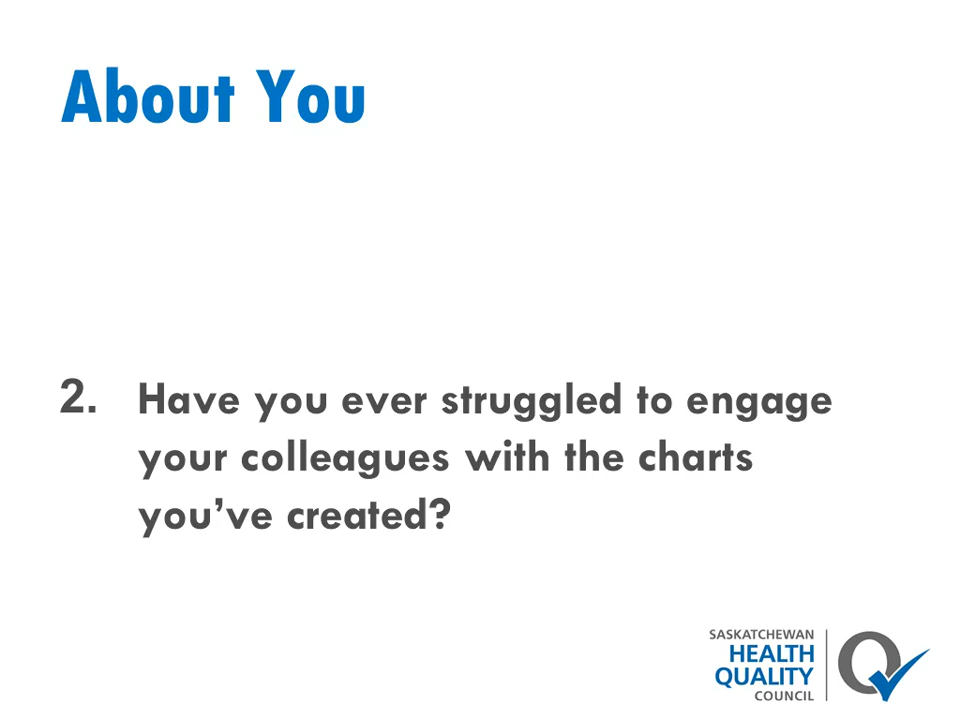 About You
2. Have you ever struggled to engage
your colleagues with the charts
you've created?
SASKATCHEWAN
HEALTH
QUALITY
COUNCIL